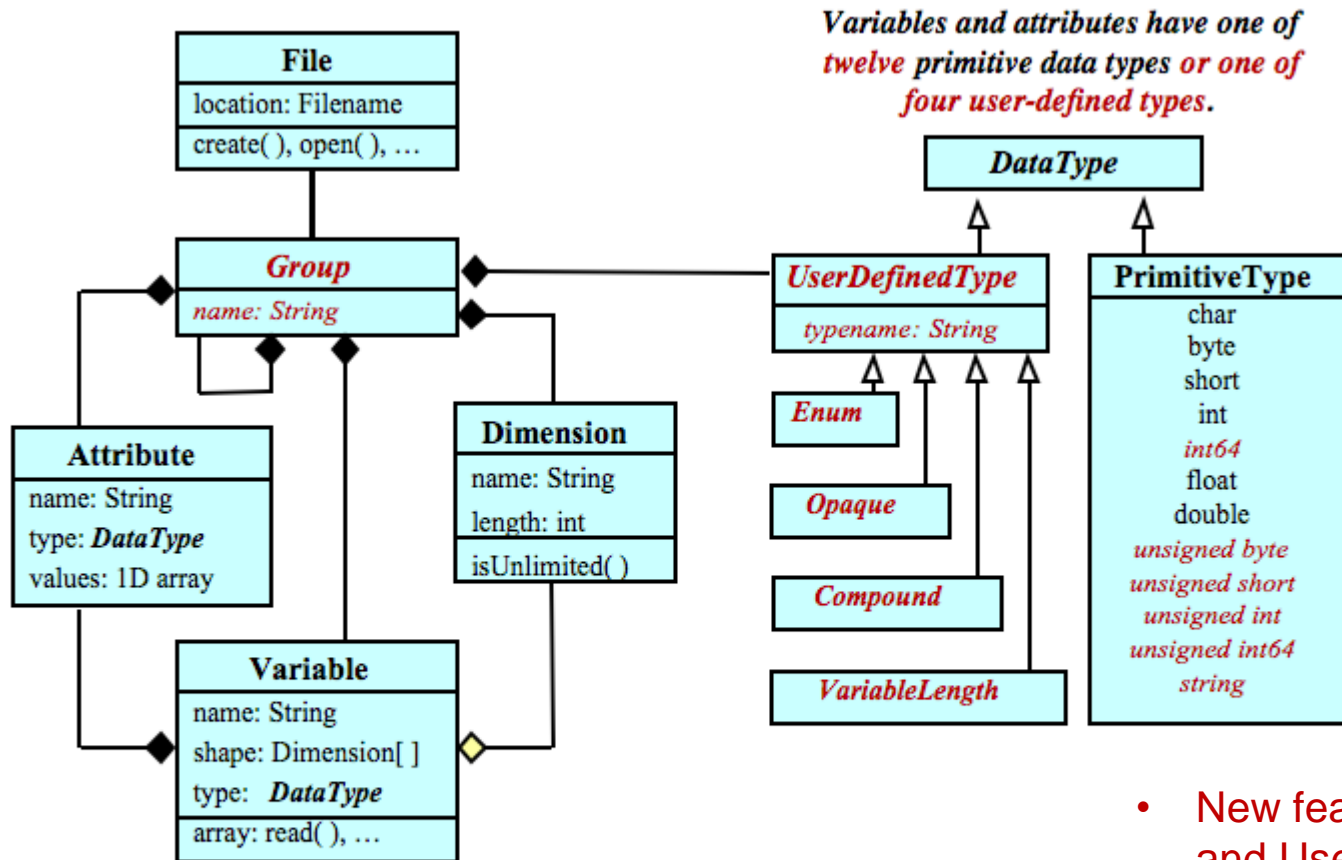 Variables and attributes have one of
twelve primitive data types or one of
four user-defined types.
File
location: Filename
create( ), open( ), …
Group
name: String
Attribute
name: String
type: DataType
values: 1D array
Dimension
name: String
length: int
isUnlimited( )
Variable
name: String
shape: Dimension[ ]
type: DataType
array: read( ), …
DataType
UserDefinedType
typename: String
Enum
Opaque
Compound
VariableLength
PrimitiveType
char
byte
short
int
int64
float
double
unsigned byte
unsigned short
unsigned int
unsigned int64
string
• New
and